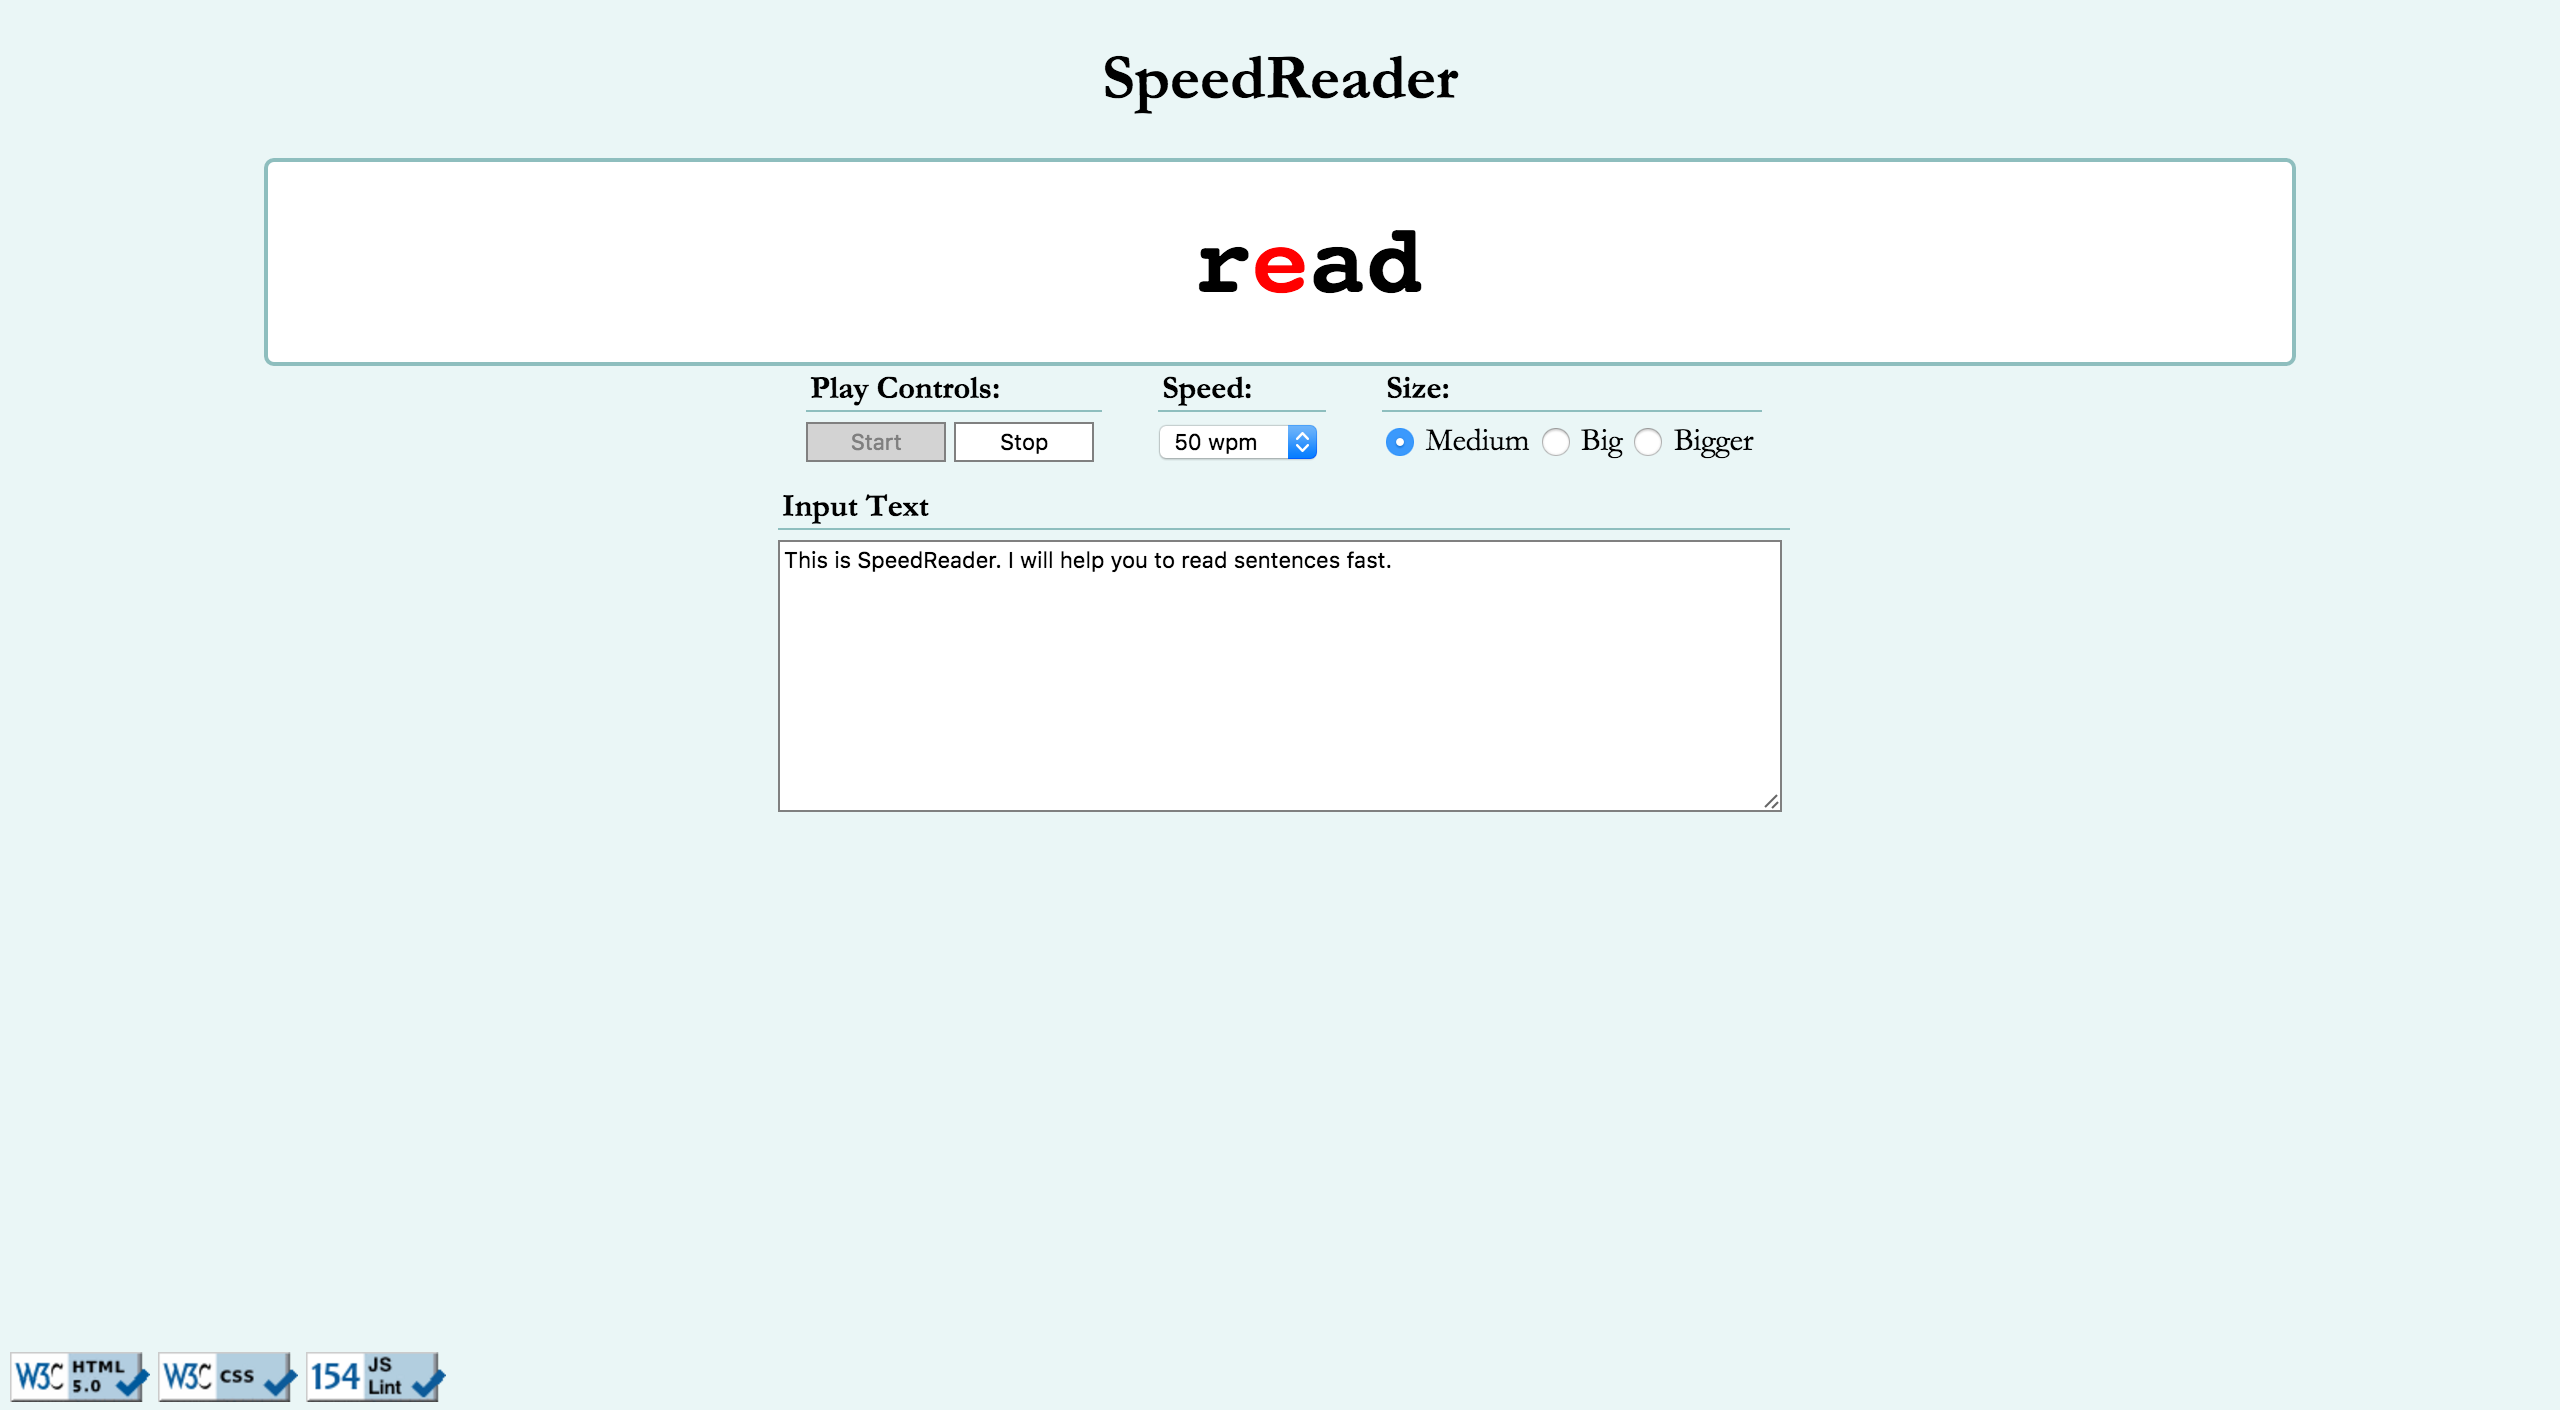 SpeedReader
read
Play Controls: Speed: Size:
Start Stop 50 wpm Medium Big Bigger
Input Text
This is SpeedReader. I will help you to read sentences fast.
W3C HTML 5.0 W3C css 154 JS Lint